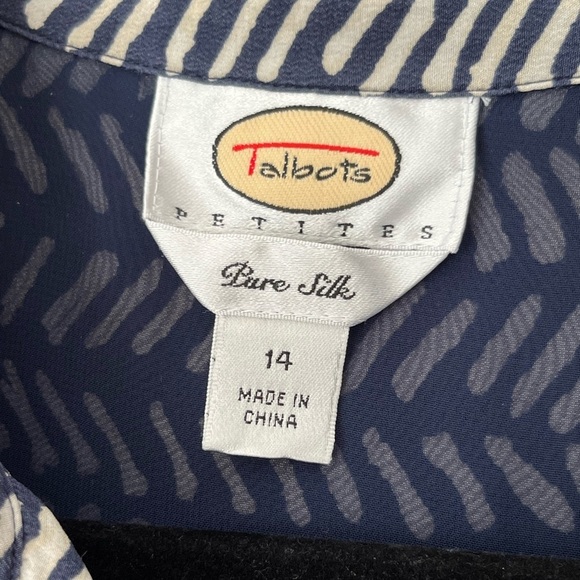 Talbots
PETITES
Pure Silk
14
MADE IN
CHINA